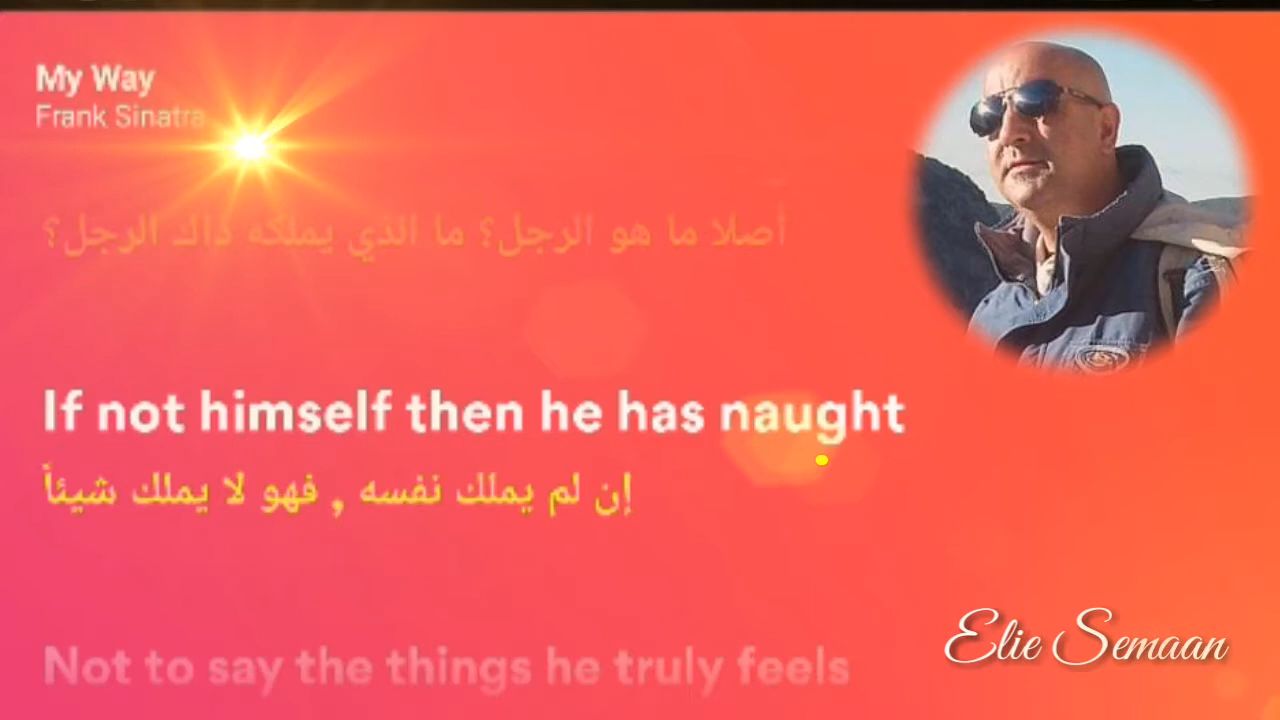 My Way
Frank Sinatra
أصلا ما هو الرجل؟ ما الذي يملكه ذاك الرجل؟
If not himself then he has naught
إن لم يملك نفسه , فهو لا يملك شيئاً
Not to say the things he truly feels
Elie Semaan